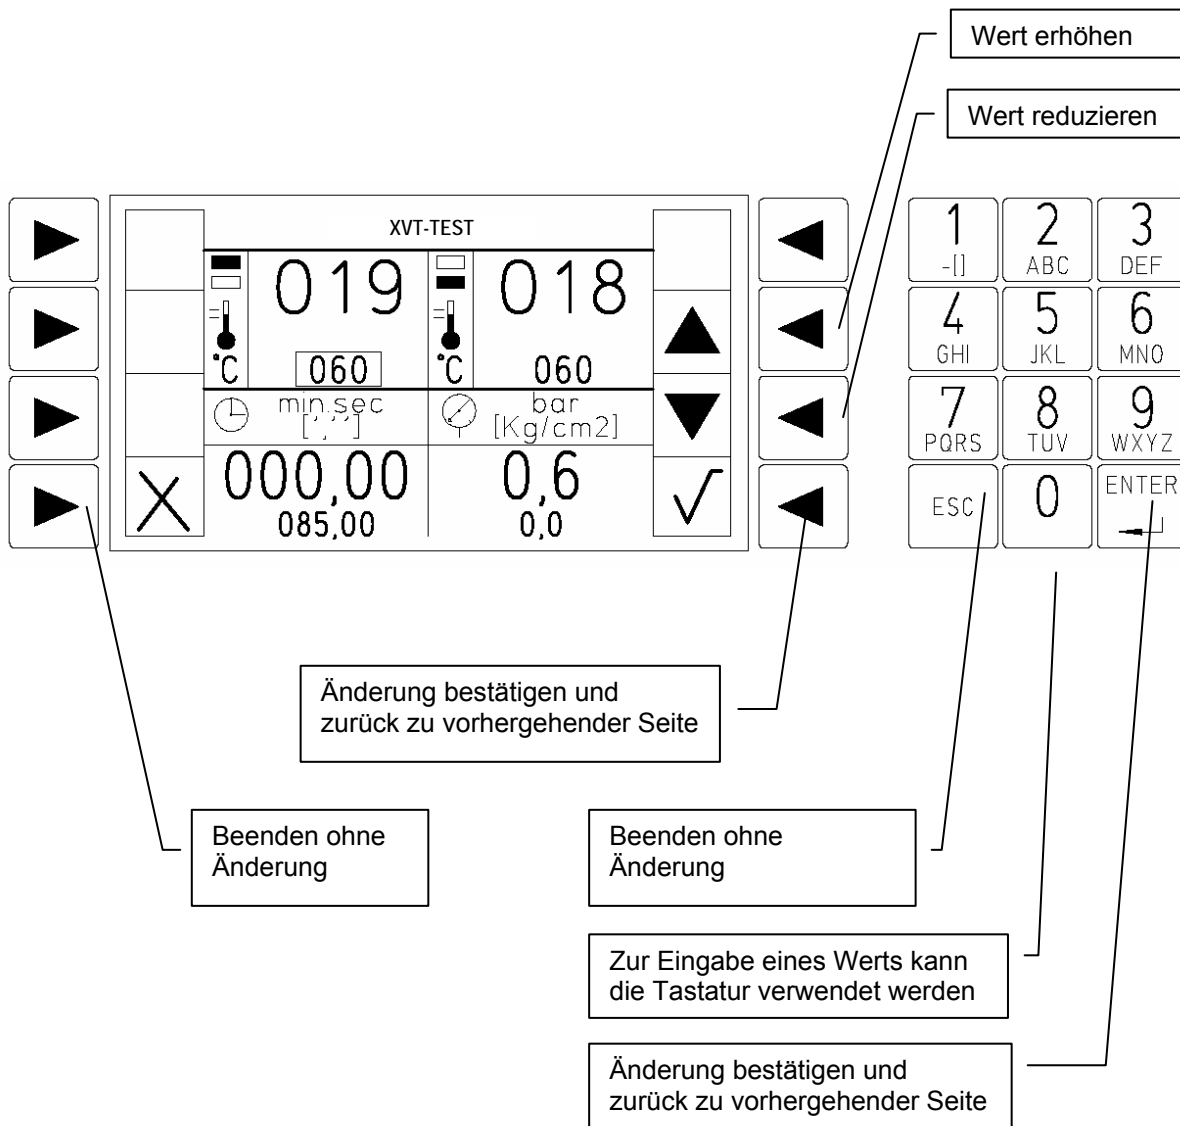 Wert erhöhen
Wert reduzieren
XVT-TEST
019 018
°C 060 °C 060
min.sec bar
[',''] [Kg/cm2]
000,00 0,6
085,00 0,0
1 2 3
-[] ABC DEF
4 5 6
GHI JKL MNO
7 8 9
PQRS TUV WXYZ
ESC 0 ENTER
Änderung bestätigen und
zurück zu vorhergehender Seite
Beenden ohne
Änderung
Beenden ohne
Änderung
Zur Eingabe eines Werts kann
die Tastatur verwendet werden
Änderung bestätigen und
zurück zu vorhergehender Seite